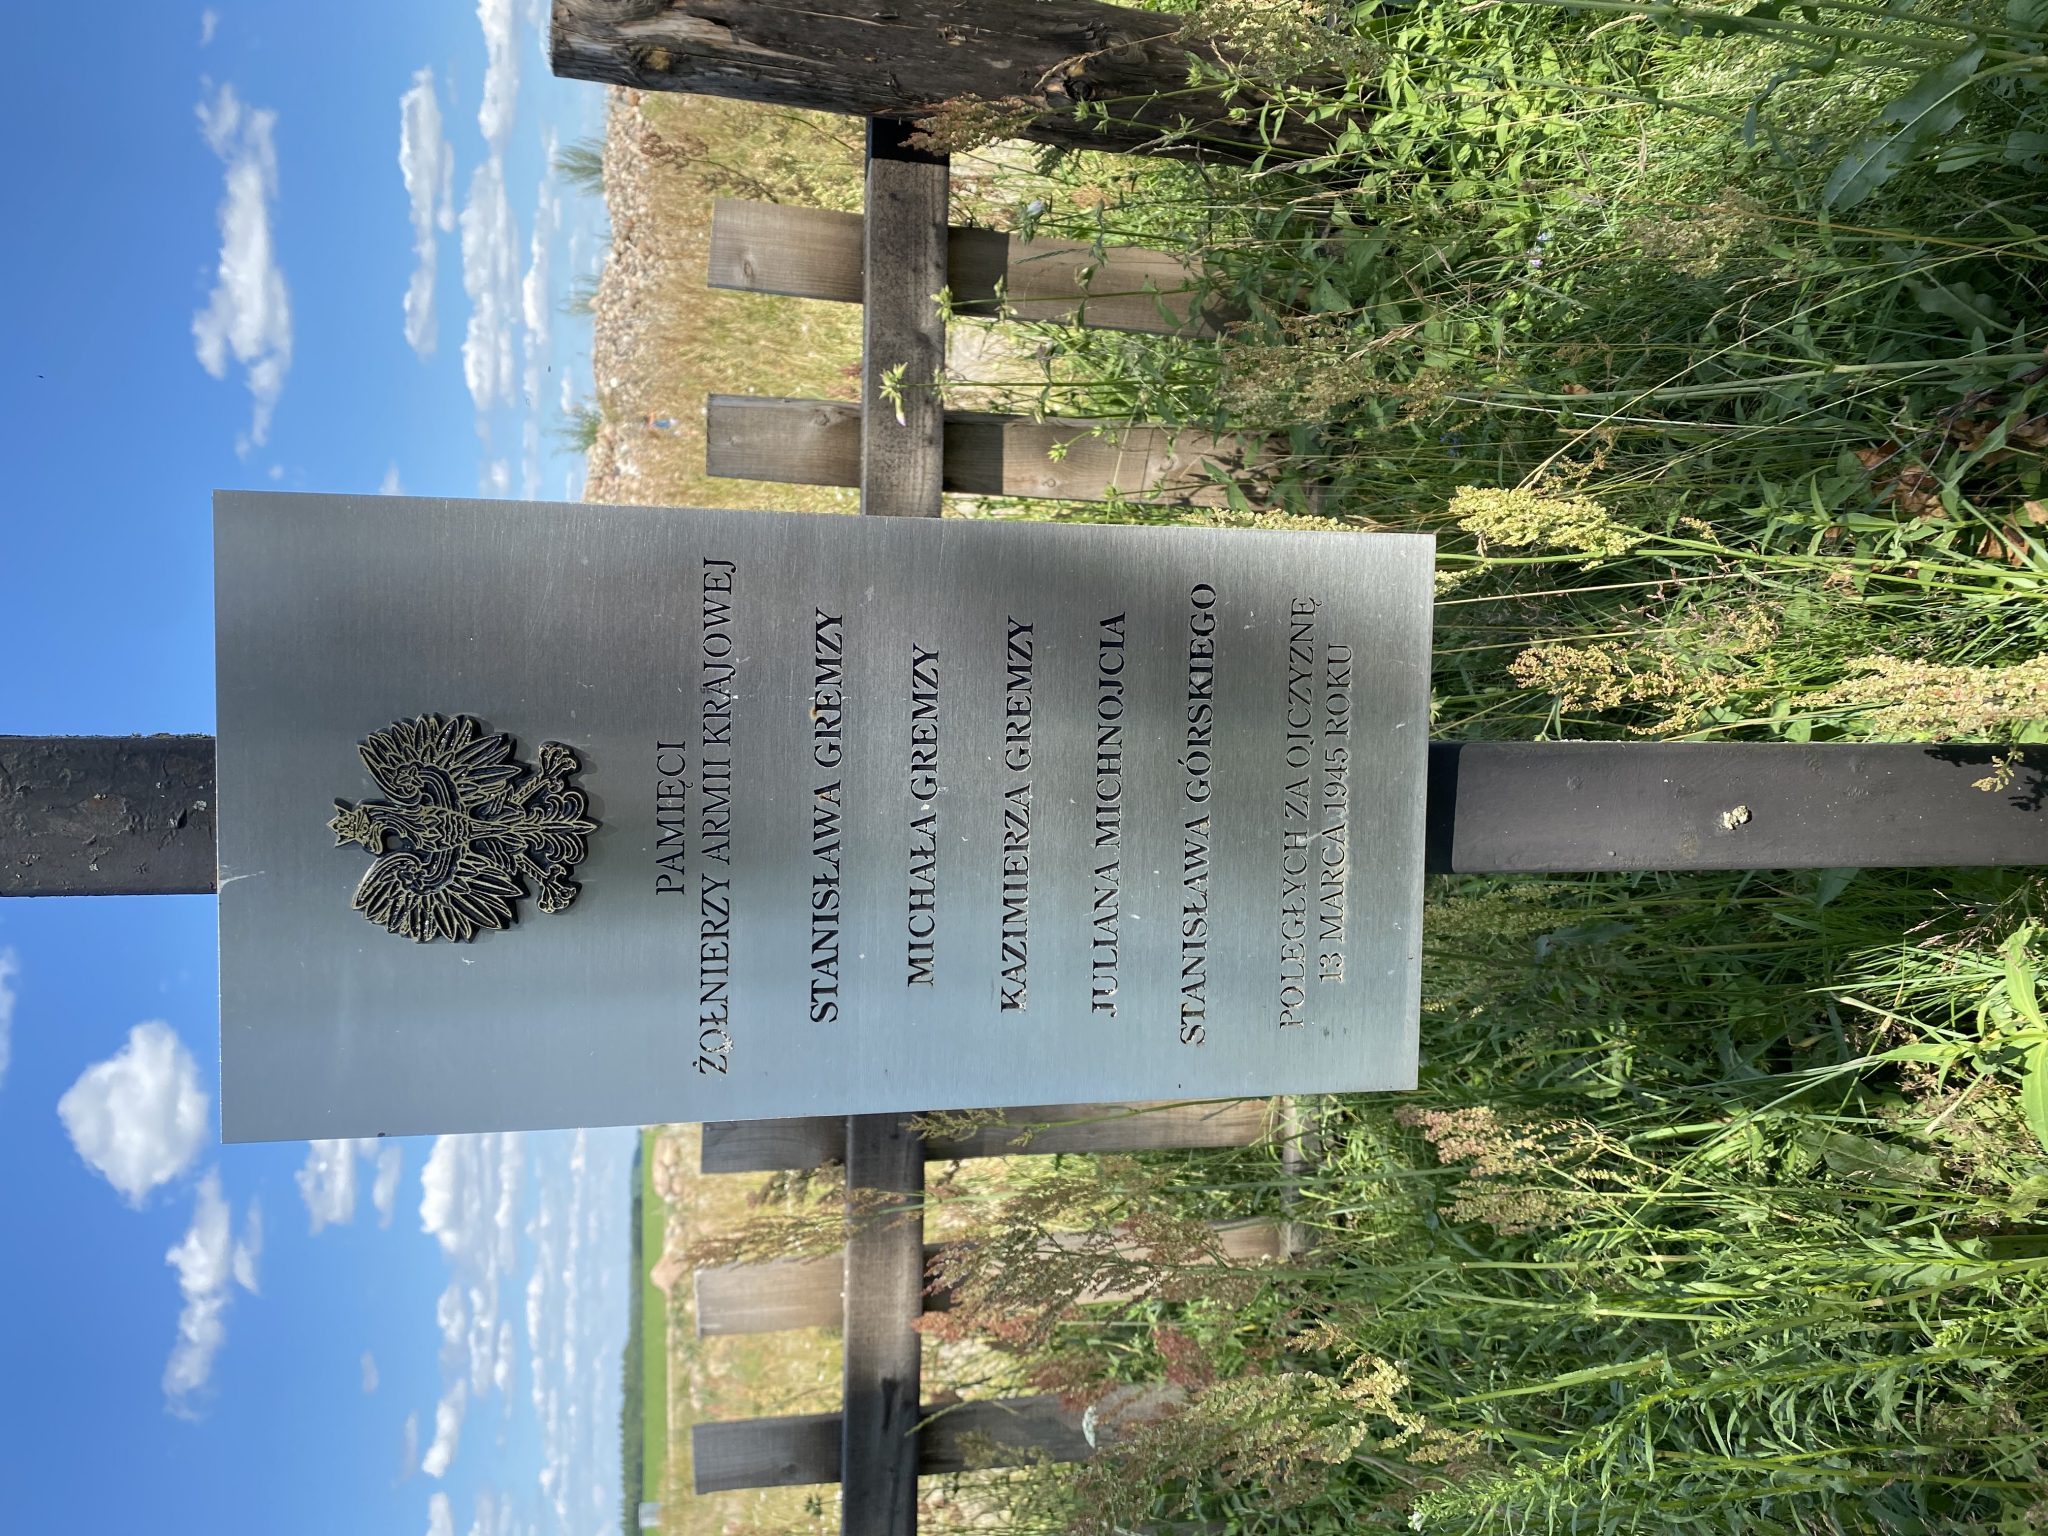 PAMIĘCI
ŻOŁNIERZY ARMII KRAJOWEJ
STANISŁAWA GREMZY
MICHAŁA GREMZY
KAZIMIERZA GREMZY
JULIANA MICHNOJCIA
STANISŁAWA GÓRSKIEGO
POLEGŁYCH ZA OJCZYZNĘ
13 MARCA 1945 ROKU